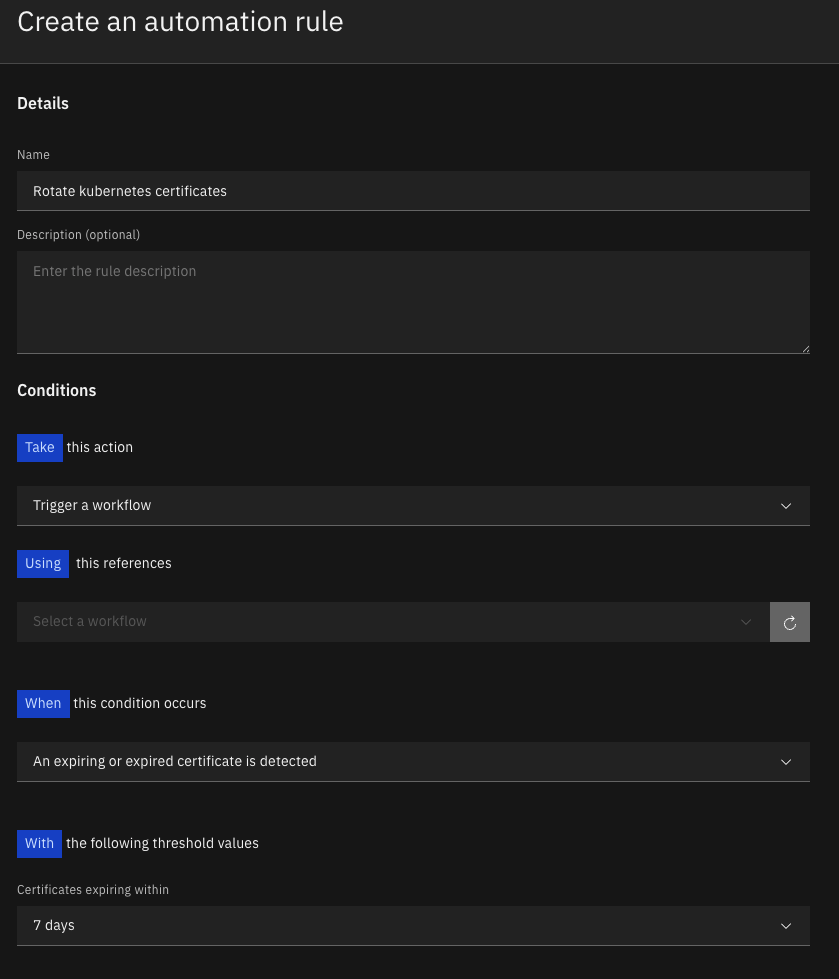 Create an automation rule
Details
Name
Rotate kubernetes certificates
Description (optional)
Enter the rule description
Conditions
Take this action
Trigger a workflow
Using this references
Select a workflow
When this condition occurs
An expiring or expired certificate is detected
With the following threshold values
Certificates expiring within
7 days